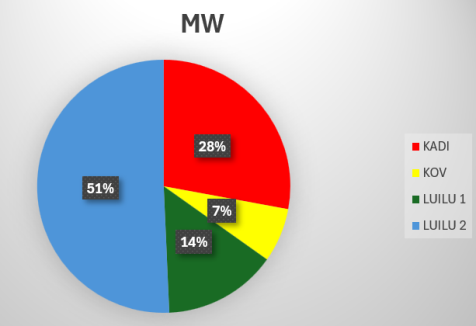 MW
28%
51%
7%
14%
KADI
KOV
LUILU 1
LUILU 2